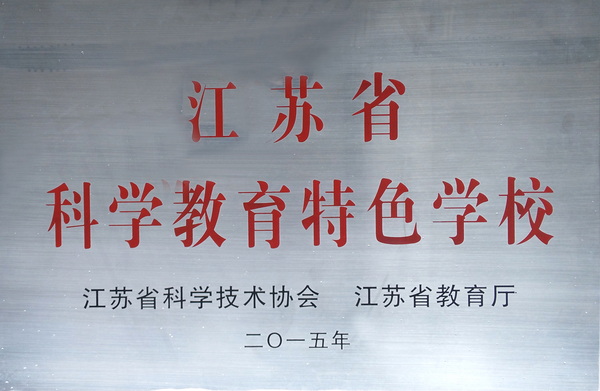 江苏省
科学教育特色学校
江苏省科学技术协会 江苏省教育厅
二〇一五年